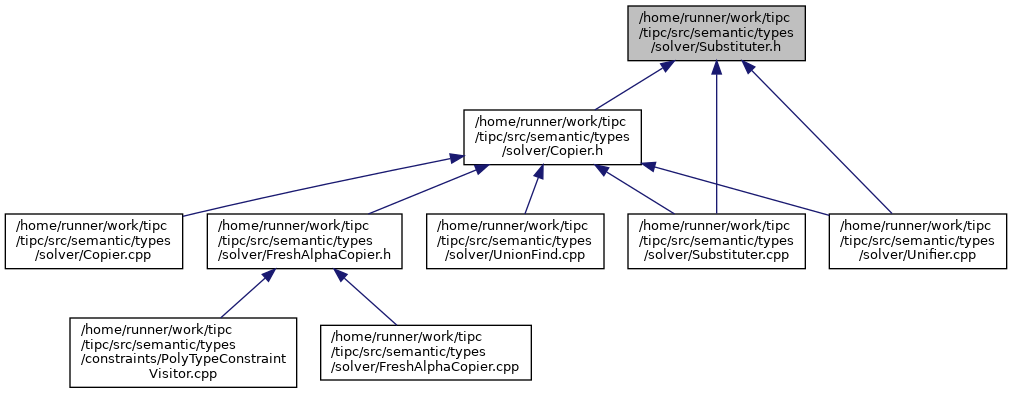 /home/runner/work/tipc
/tipc/src/semantic/types
/solver/Substituter.h
/home/runner/work/tipc
/tipc/src/semantic/types
/solver/Copier.h
/home/runner/work/tipc
/tipc/src/semantic/types
/solver/Copier.cpp
/home/runner/work/tipc
/tipc/src/semantic/types
/solver/FreshAlphaCopier.h
/home/runner/work/tipc
/tipc/src/semantic/types
/solver/UnionFind.cpp
/home/runner/work/tipc
/tipc/src/semantic/types
/solver/Substituter.cpp
/home/runner/work/tipc
/tipc/src/semantic/types
/solver/Unifier.cpp
/home/runner/work/tipc
/tipc/src/semantic/types
/constraints/PolyTypeConstraint
Visitor.cpp
/home/runner/work/tipc
/tipc/src/semantic/types
/solver/FreshAlphaCopier.cpp